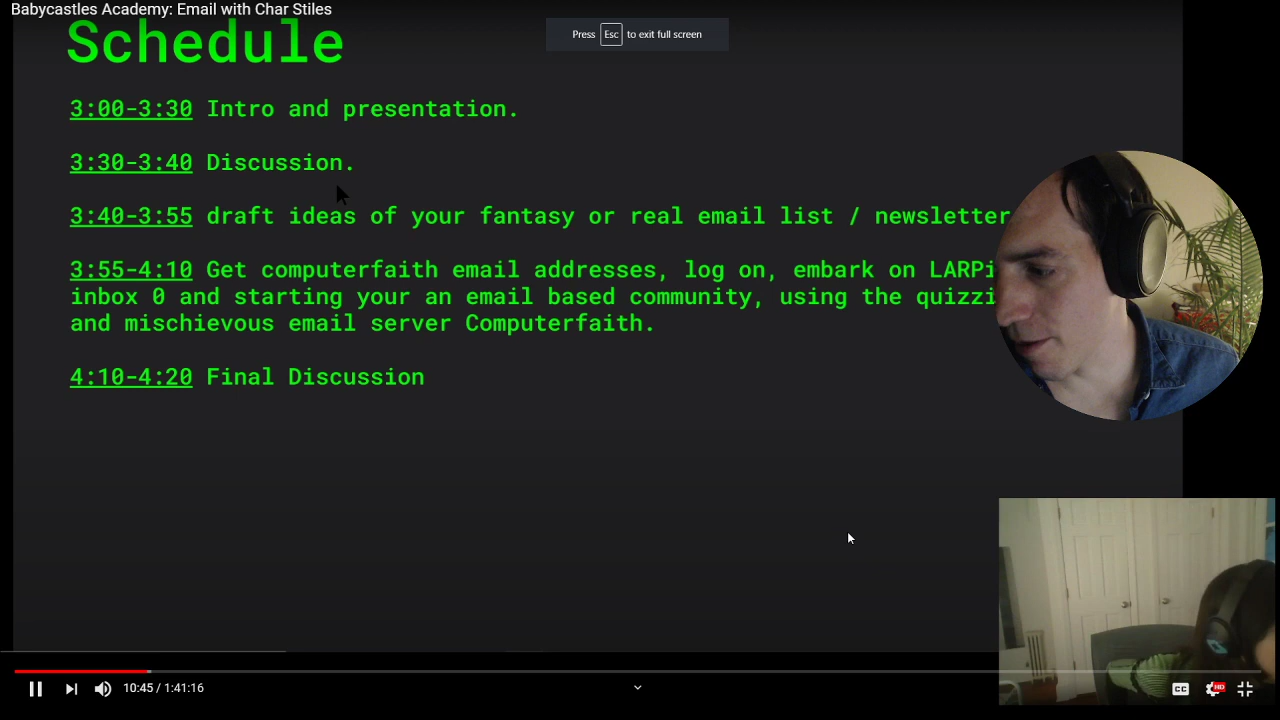 Babycastles Academy: Email with Char Stiles
Press Esc to exit full screen
Schedule
3:00-3:30 Intro and presentation.
3:30-3:40 Discussion.
3:40-3:55 draft ideas of your fantasy or real email list / newsletter
3:55-4:10 Get computerfaith email addresses, log on, embark on LARPi
inbox 0 and starting your an email based community, using the quizzi
and mischievous email server Computerfaith.
4:10-4:20 Final Discussion
10:45 / 1:41:16
CC
HD